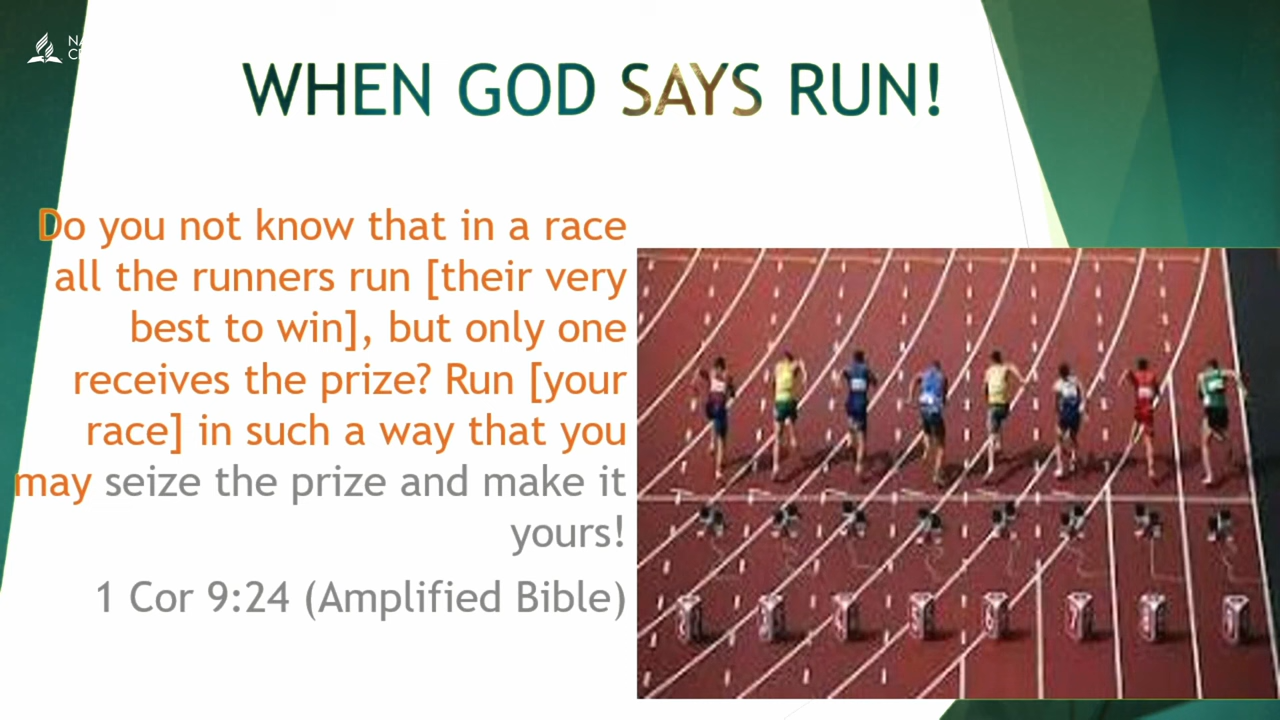 WHEN GOD SAYS RUN!
Do you not know that in a race
all the runners run [their very
best to win], but only one
receives the prize? Run [your
race] in such a way that you
may seize the prize and make it
yours!
1 Cor 9:24 (Amplified Bible)